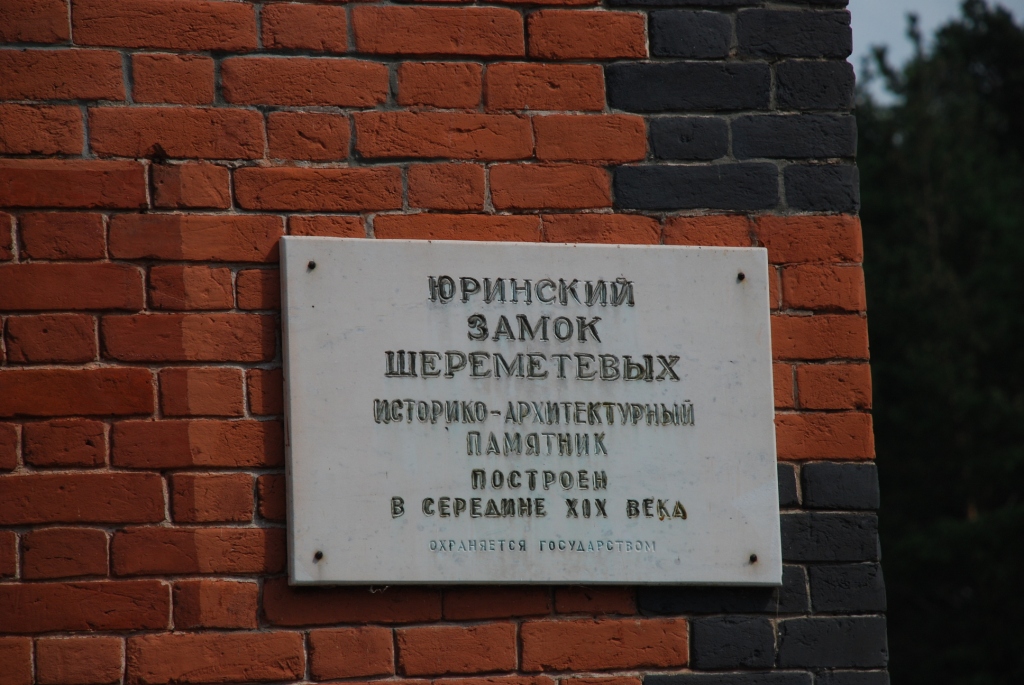 ЮРИНСКИЙ
ЗАМОК
ШЕРЕМЕТЕВЫХ
ИСТОРИКО-АРХИТЕКТУРНЫЙ
ПАМЯТНИК
ПОСТРОЕН
В СЕРЕДИНЕ XIX ВЕКА
ОХРАНЯЕТСЯ ГОСУДАРСТВОМ